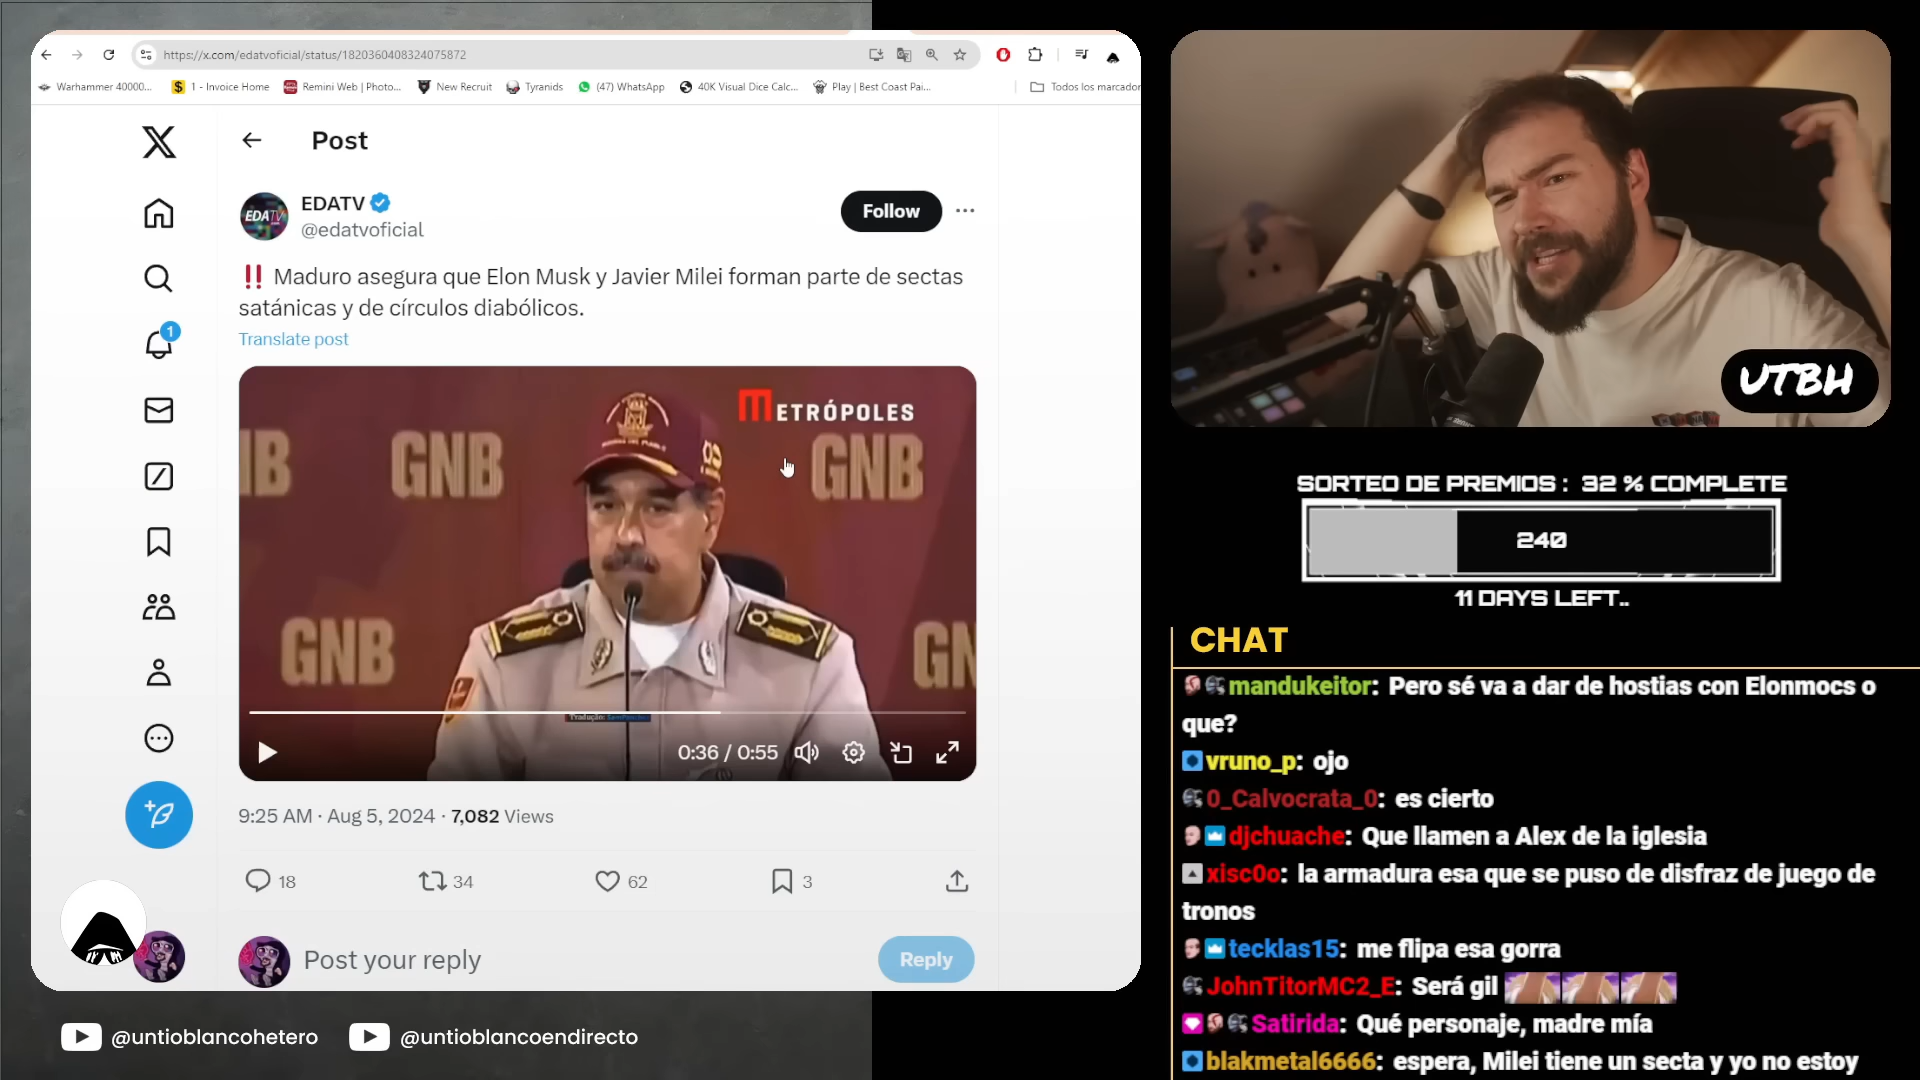 https://x.com/edatvoficial/status/1820360408324075872
Warhammer 40000...
1 - Invoice Home
Remini Web | Photo...
New Recruit
Tyranids
(47) WhatsApp
40K Visual Dice Calc...
Play | Best Coast Pai...
Todos los marcador
Post
EDATV
EDATV
@edatvoficial
Follow
‼ Maduro asegura que Elon Musk y Javier Milei forman parte de sectas
satánicas y de círculos diabólicos.
Translate post
1
METRÓPOLES
NB
GNB
GNB
GNB
GN
Tradução:
0:36 / 0:55
9:25 AM · Aug 5, 2024 · 7,082 Views
18
34
62
3
Post your reply
Reply
@untioblancohetero
@untioblancoendirecto
UTBH
SORTEO DE PREMIOS : 32 % COMPLETE
240
11 DAYS LEFT..
CHAT
mandukeitor: Pero sé va a dar de hostias con Elonmocs o
que?
vruno_p: ojo
0_Calvocrata_0: es cierto
djchuache: Que llamen a Alex de la iglesia
xisc0o: la armadura esa que se puso de disfraz de juego de
tronos
tecklas15: me flipa esa gorra
JohnTitorMC2_E: Será gil
Satirida: Qué personaje, madre mía
blakmetal6666: espera, Milei tiene un secta y yo no estoy